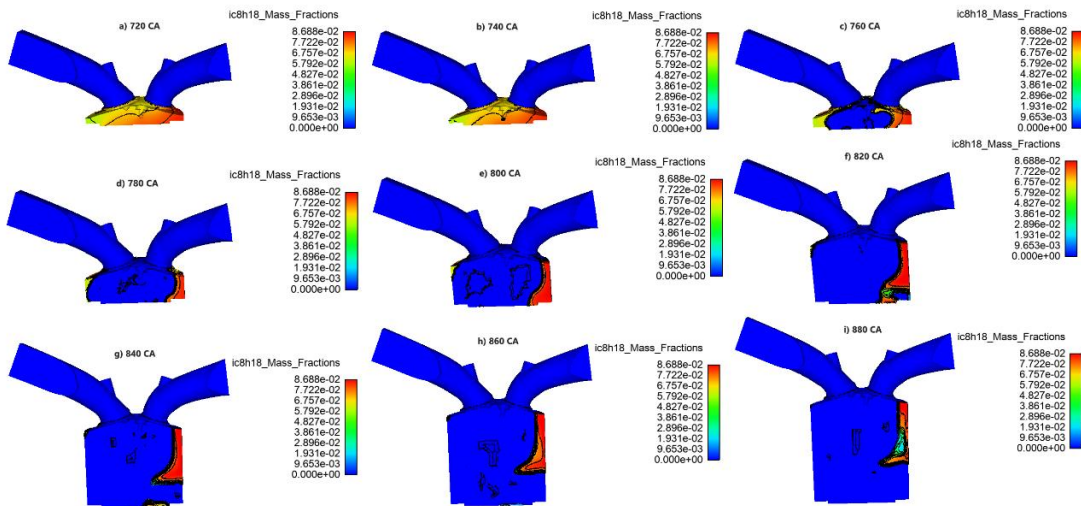 a) 720 CA
ic8h18_Mass_Fractions
8.688e-02
7.722e-02
6.757e-02
5.792e-02
4.827e-02
3.861e-02
2.896e-02
1.931e-02
9.653e-03
0.000e+00
b) 740 CA
ic8h18_Mass_Fractions
8.688e-02
7.722e-02
6.757e-02
5.792e-02
4.827e-02
3.861e-02
2.896e-02
1.931e-02
9.653e-03
0.000e+00
c) 760 CA
ic8h18_Mass_Fractions
8.688e-02
7.722e-02
6.757e-02
5.792e-02
4.827e-02
3.861e-02
2.896e-02
1.931e-02
9.653e-03
0.000e+00
d) 780 CA
ic8h18_Mass_Fractions
8.688e-02
7.722e-02
6.757e-02
5.792e-02
4.827e-02
3.861e-02
2.896e-02
1.931e-02
9.653e-03
0.000e+00
e) 800 CA
ic8h18_Mass_Fractions
8.688e-02
7.722e-02
6.757e-02
5.792e-02
4.827e-02
3.861e-02
2.896e-02
1.931e-02
9.653e-03
0.000e+00
f) 820 CA
ic8h18_Mass_Fractions
8.688e-02
7.722e-02
6.757e-02
5.792e-02
4.827e-02
3.861e-02
2.896e-02
1.931e-02
9.653e-03
0.000e+00
g) 840 CA
ic8h18_Mass_Fractions
8.688e-02
7.722e-02
6.757e-02
5.792e-02
4.827e-02
3.861e-02
2.896e-02
1.931e-02
9.653e-03
0.000e+00
h) 860 CA
ic8h18_Mass_Fractions
8.688e-02
7.722e-02
6.757e-02
5.792e-02
4.827e-02
3.861e-02
2.896e-02
1.931e-02
9.653e-03
0.000e+00
i) 880 CA
ic8h18_Mass_Fractions
8.688e-02
7.722e-02
6.757e-02
5.792e-02
4.827e-02
3.861e-02
2.896e-02
1.931e-02
9.653e-03
0.000e+00